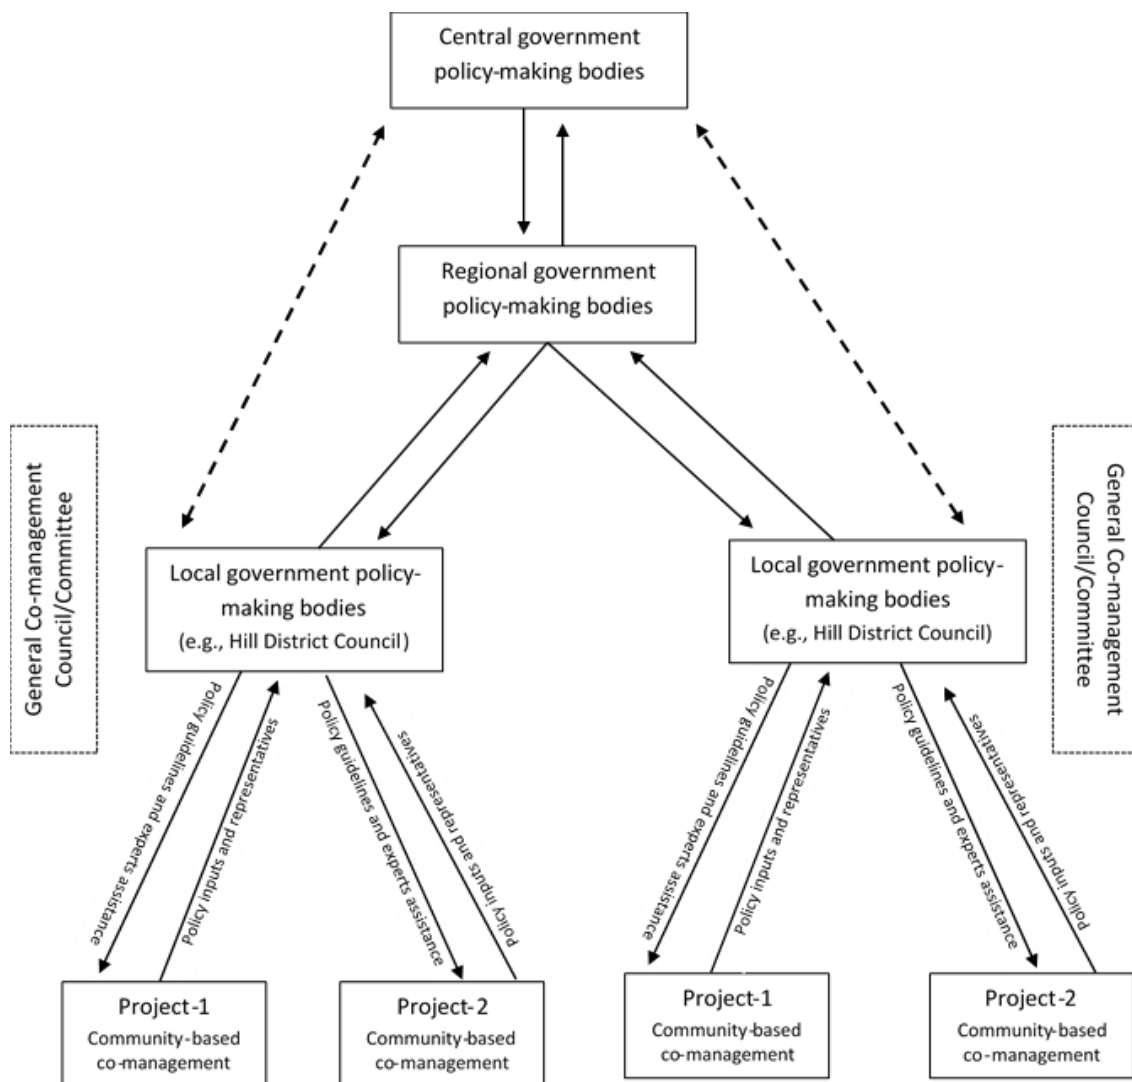 Central government
policy-making bodies
Regional government
policy-making bodies
General Co-management
Council/Committee
General Co-management
Council/Committee
Local government policy-
making bodies
(e.g., Hill District Council)
Local government policy-
making bodies
(e.g., Hill District Council)
Policy guidelines and experts assistance
Policy inputs and representatives
Policy guidelines and experts assistance
Policy inputs and representatives
Policy guidelines and experts assistance
Policy inputs and representatives
Policy guidelines and experts assistance
Policy inputs and representatives
Project-1
Community-based
co-management
Project-2
Community-based
co-management
Project-1
Community-based
co-management
Project-2
Community-based
co-management